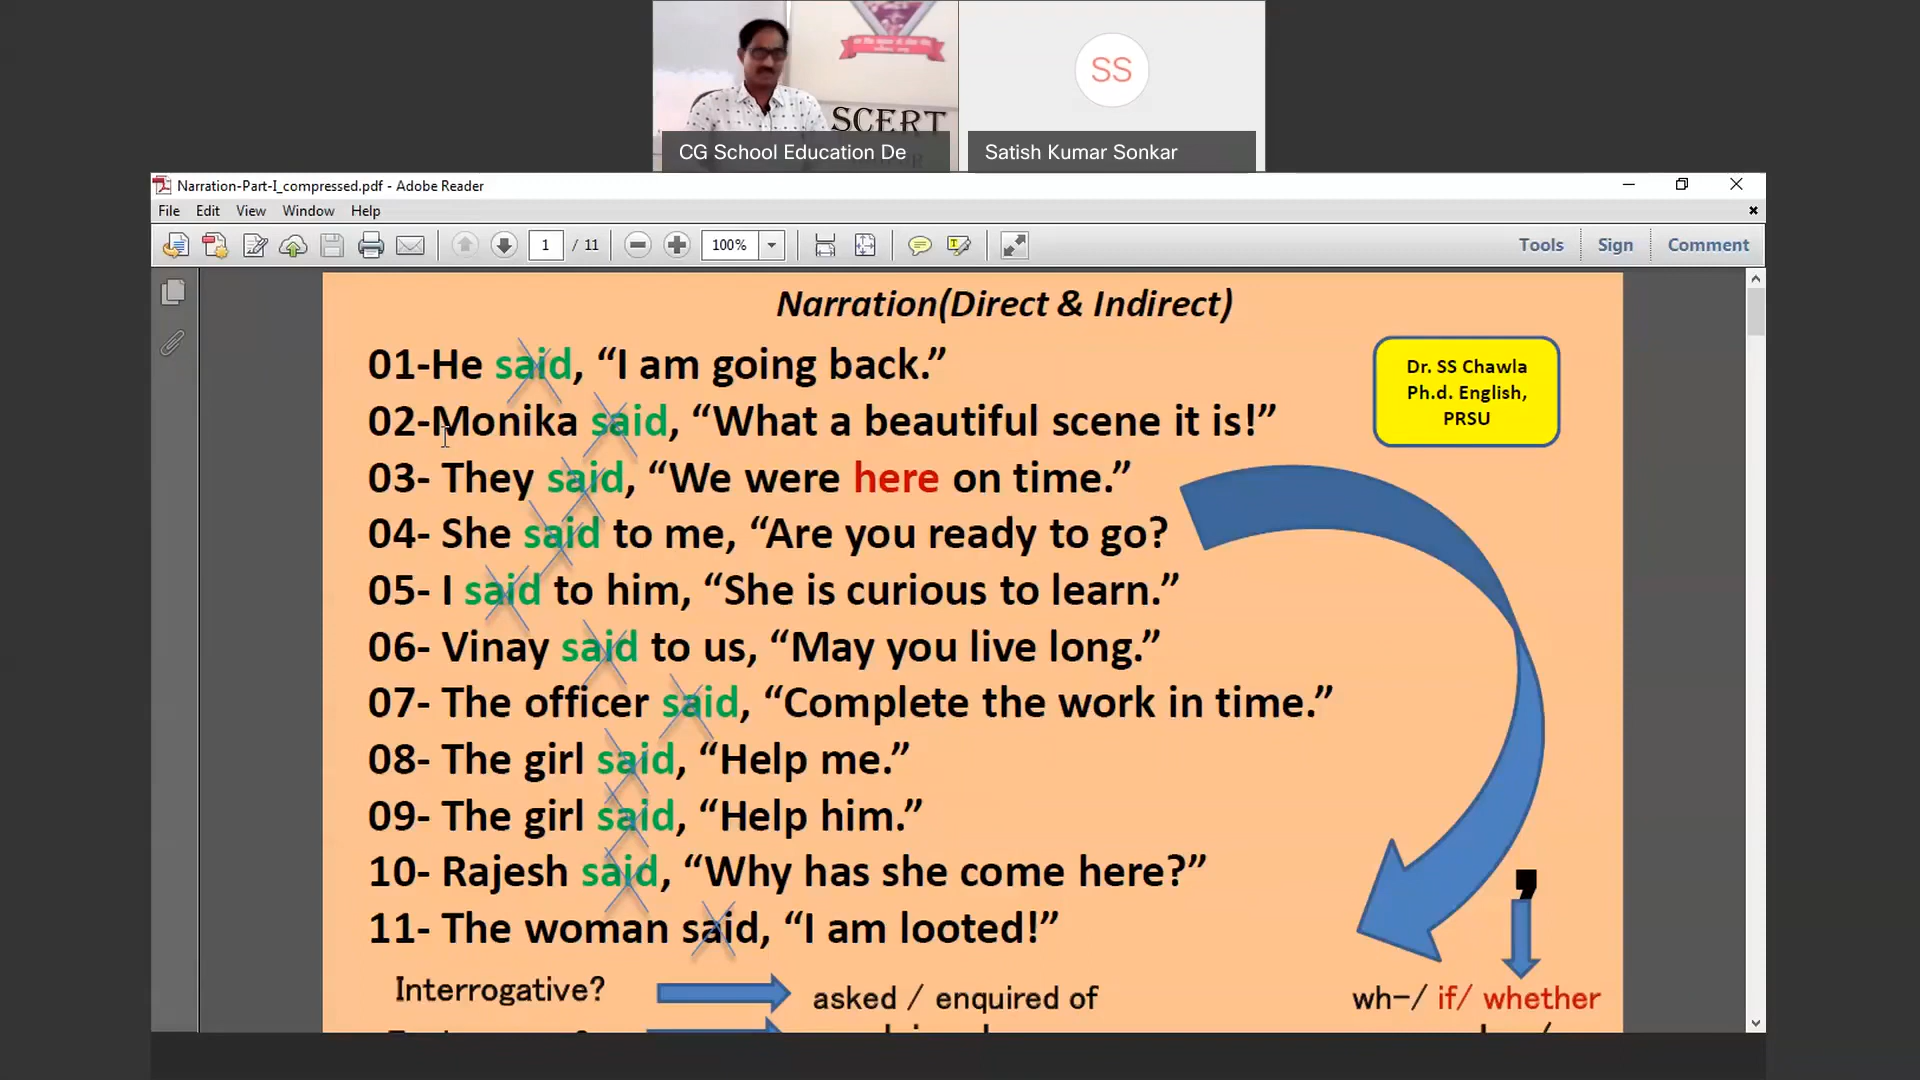 SCERT
SS
CG School Education De
Satish Kumar Sonkar
Narration-Part-I_compressed.pdf - Adobe Reader
File Edit View Window Help
1 / 11 100% Tools Sign Comment
Narration(Direct & Indirect)
01-He said, “I am going back.”
02-Monika said, “What a beautiful scene it is!”
03- They said, “We were here on time.”
04- She said to me, “Are you ready to go?
05- I said to him, “She is curious to learn.”
06- Vinay said to us, “May you live long.”
07- The officer said, “Complete the work in time.”
08- The girl said, “Help me.”
09- The girl said, “Help him.”
10- Rajesh said, “Why has she come here?”
11- The woman said, “I am looted!”
Dr. SS Chawla
Ph.d. English,
PRSU
,
Interrogative? asked / enquired of wh-/ if/ whether